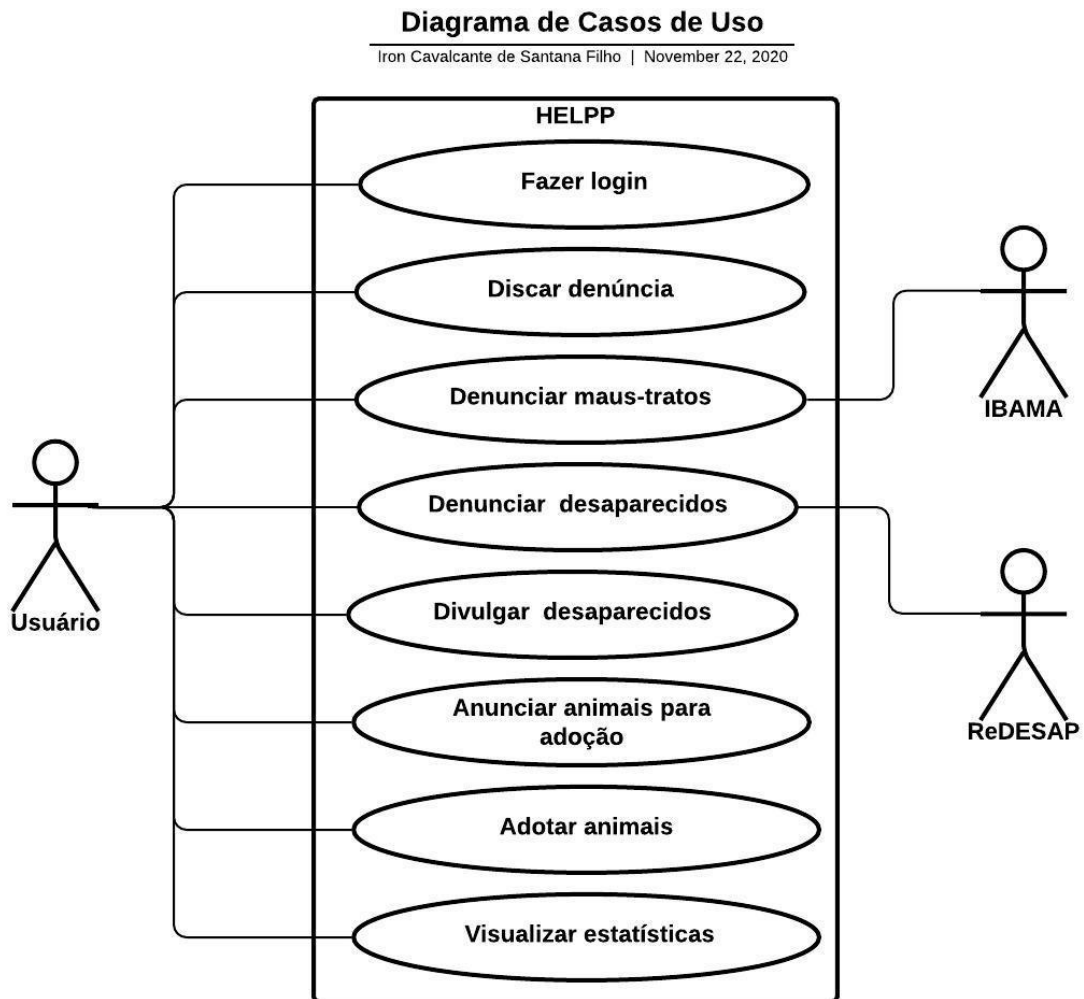 Diagrama de Casos de Uso
Iron Cavalcante de Santana Filho | November 22, 2020
HELPP
Fazer login
Discar denúncia
Denunciar maus-tratos
IBAMA
Denunciar desaparecidos
Usuário
Divulgar desaparecidos
Anunciar animais para
adoção
ReDESAP
Adotar animais
Visualizar estatísticas